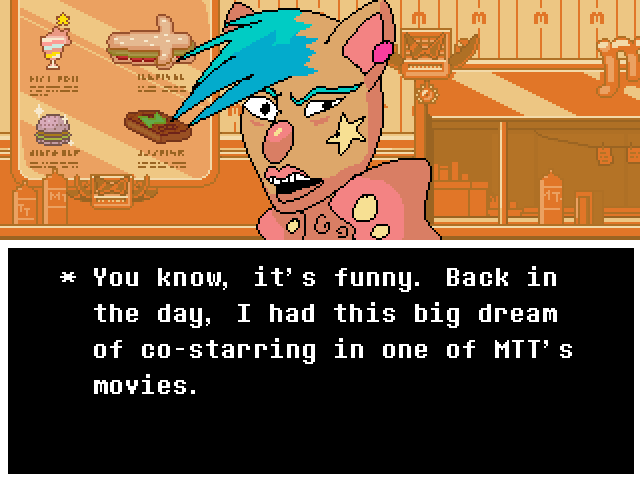 * You know, it's funny. Back in
the day, I had this big dream
of co-starring in one of MTT's
movies.